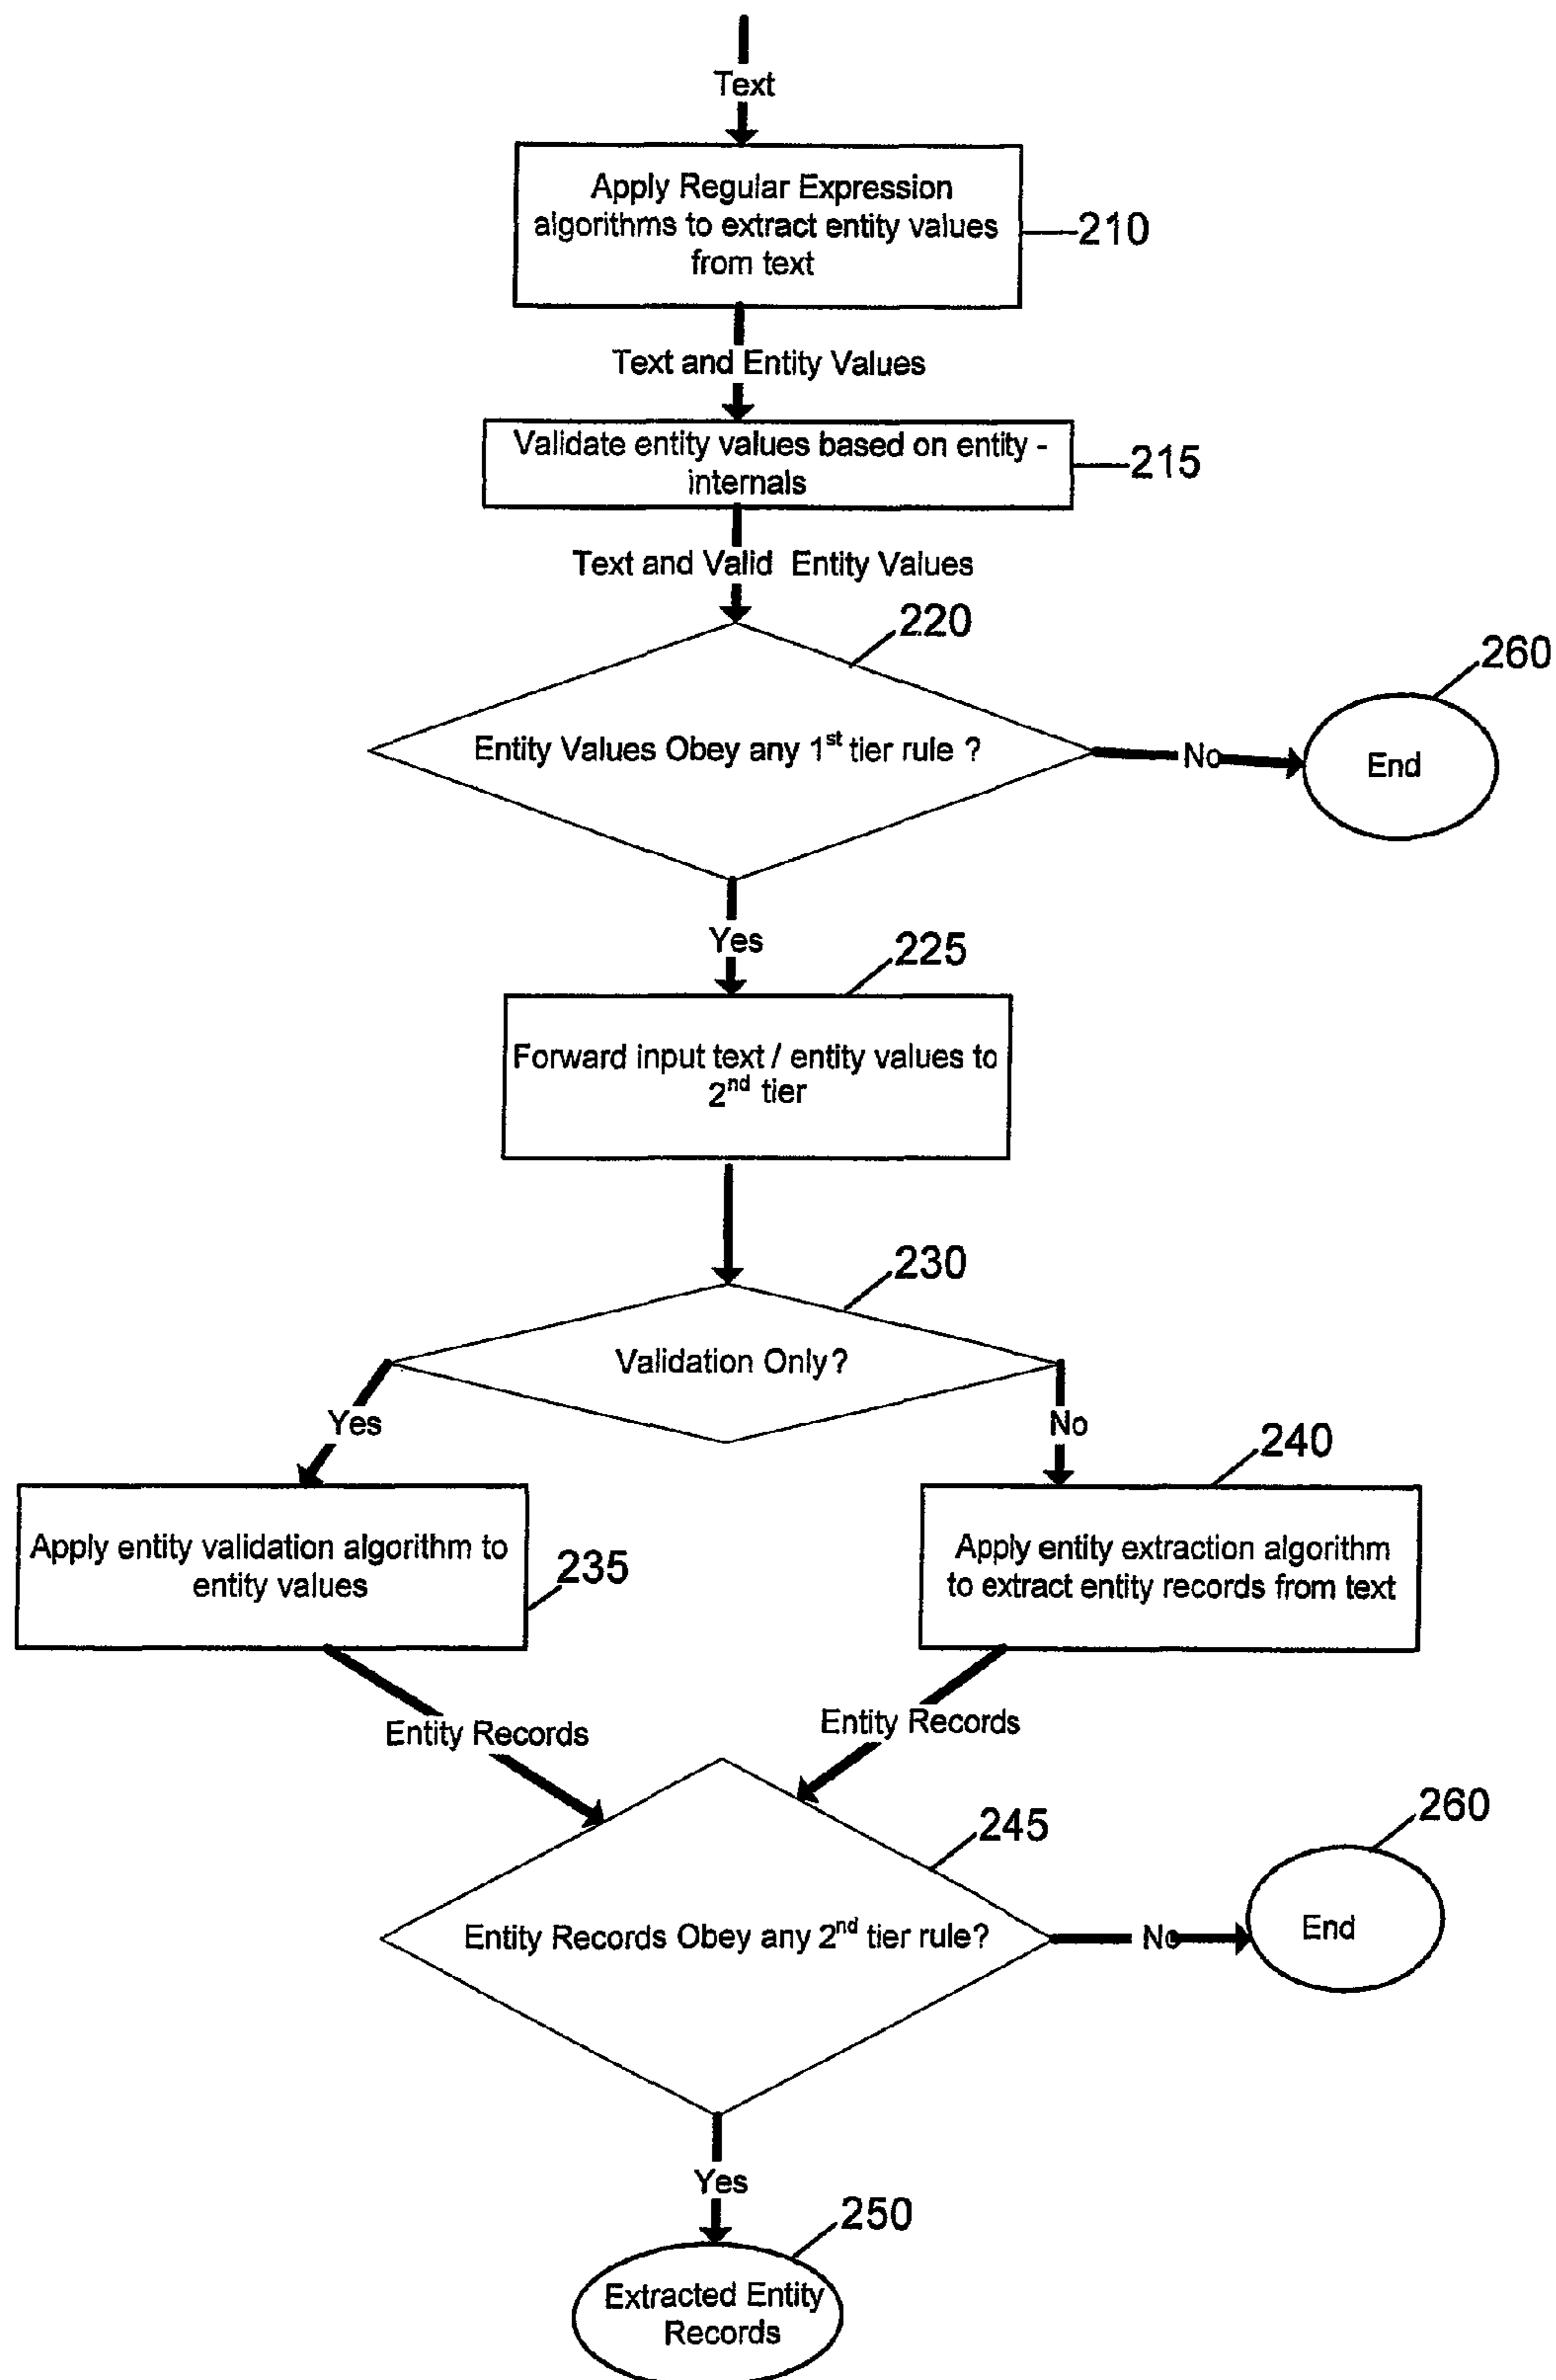 Text
Apply Regular Expression
algorithms to extract entity values
from text
210
Text and Entity Values
Validate entity values based on entity -
internals
215
Text and Valid Entity Values
220
260
Entity Values Obey any 1st tier rule ?
No
End
Yes
225
Forward input text / entity values to
2nd tier
230
Validation Only?
Yes
No
240
Apply entity validation algorithm to
entity values
235
Apply entity extraction algorithm
to extract entity records from text
Entity Records
Entity Records
245
260
Entity Records Obey any 2nd tier rule?
No
End
Yes
250
Extracted Entity
Records